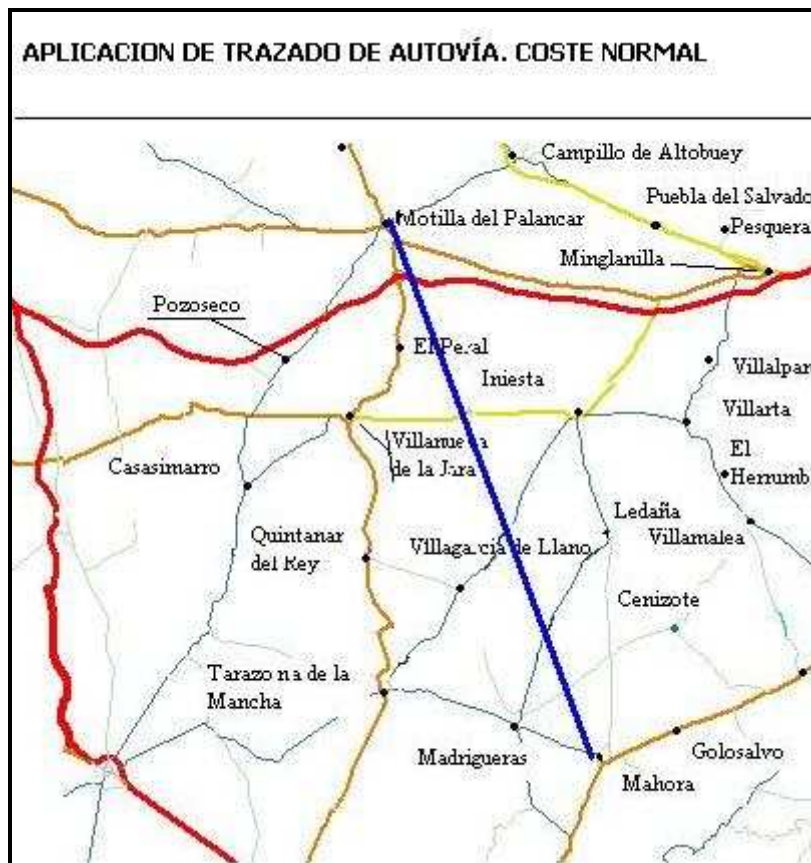 APLICACION DE TRAZADO DE AUTOVÍA. COSTE NORMAL
Campillo de Altobuey
Puebla del Salvado
Motilla del Palancar
Pesquera
Minglanilla
Pozoseco
El Peral
Iniesta
Villalpar
Villarta
Villanueva
de la Jara
Casasimarro
El
Herrumb
Ledaña
Quintanar
del Rey
Villagarcia de Llano
Villamalea
Cenizote
Tarazona de la
Mancha
Madrigueras
Golosalvo
Mahora